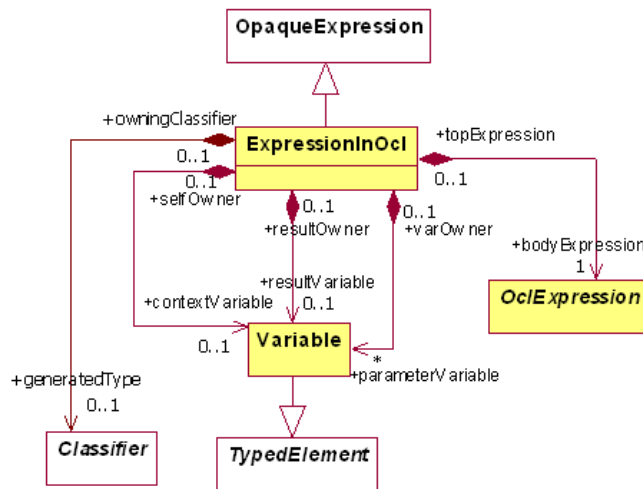 OpaqueExpression
+owningClassifier
0..1
ExpressionInOcl
+topExpression
0..1
0..1
+selfOwner
0..1
+resultOwner
0..1
+varOwner
+bodyExpression
1
OclExpression
+resultVariable
+contextVariable
0..1
0..1
Variable
*
+parameterVariable
+generatedType
0..1
Classifier
TypedElement